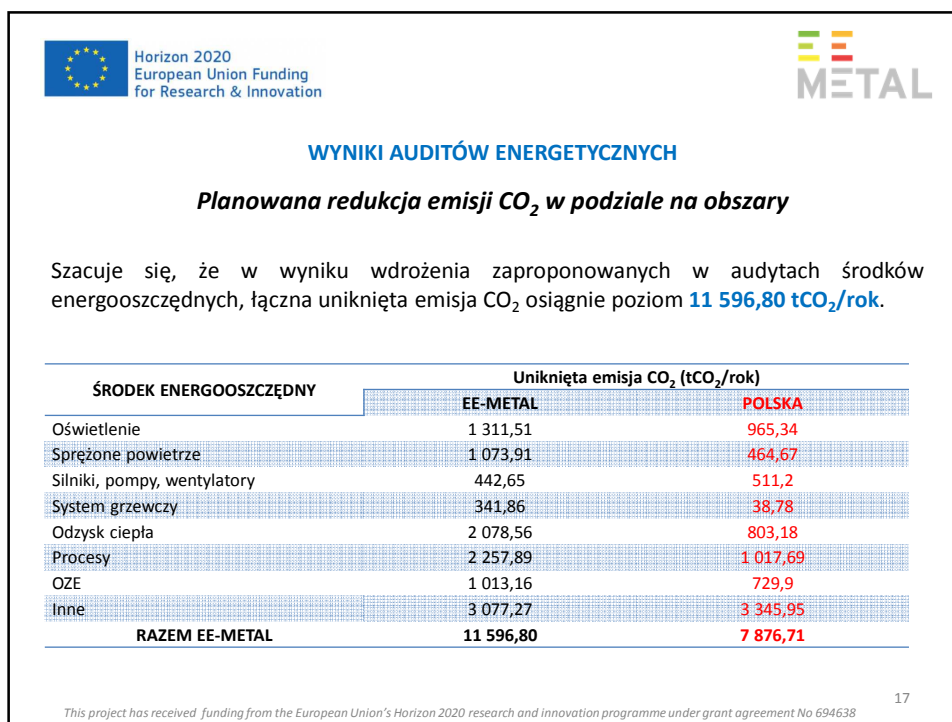 Horizon 2020
European Union Funding
for Research & Innovation
EE
METAL
WYNIKI AUDITÓW ENERGETYCZNYCH
Planowana redukcja emisji CO₂ w podziale na obszary
Szacuje się, że w wyniku wdrożenia zaproponowanych w audytach środków
energooszczędnych, łączna uniknięta emisja CO₂ osiągnie poziom 11 596,80 tCO₂/rok.
ŚRODEK ENERGOOSZCZĘDNY Uniknięta emisja CO₂ (tCO₂/rok)
EE-METAL POLSKA
Oświetlenie 1 311,51 965,34
Sprężone powietrze 1 073,91 464,67
Silniki, pompy, wentylatory 442,65 511,2
System grzewczy 341,86 38,78
Odzysk ciepła 2 078,56 803,18
Procesy 2 257,89 1 017,69
OZE 1 013,16 729,9
Inne 3 077,27 3 345,95
RAZEM EE-METAL 11 596,80 7 876,71
17
This project has received funding from the European Union's Horizon 2020 research and innovation programme under grant agreement No 694638